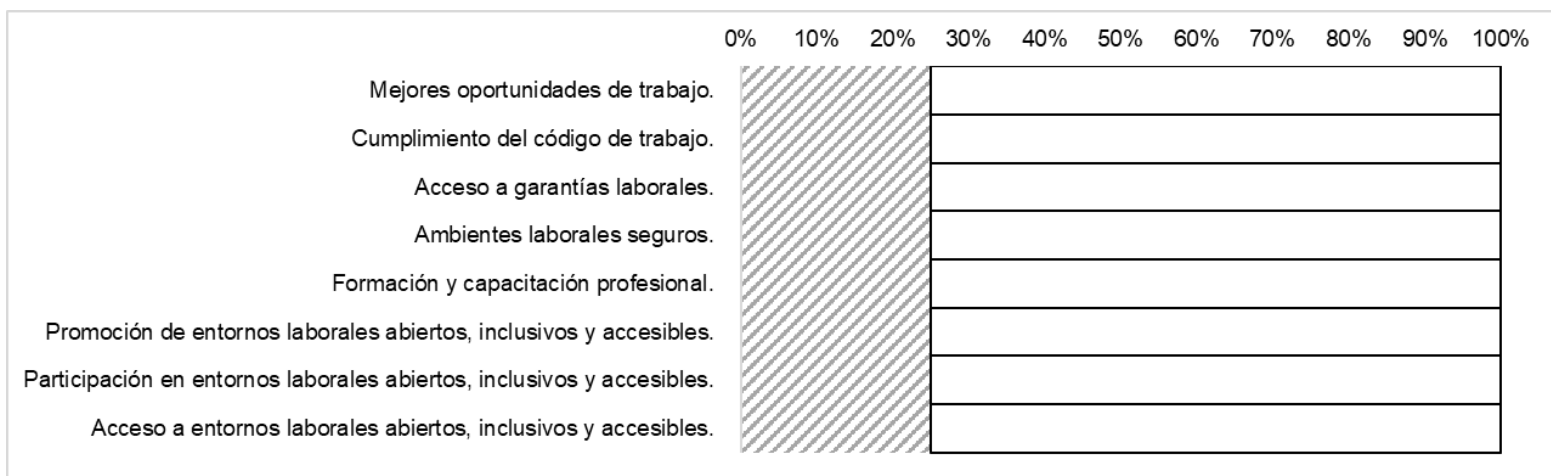 0% 10% 20% 30% 40% 50% 60% 70% 80% 90% 100%
Mejores oportunidades de trabajo.
Cumplimiento del código de trabajo.
Acceso a garantías laborales.
Ambientes laborales seguros.
Formación y capacitación profesional.
Promoción de entornos laborales abiertos, inclusivos y accesibles.
Participación en entornos laborales abiertos, inclusivos y accesibles.
Acceso a entornos laborales abiertos, inclusivos y accesibles.